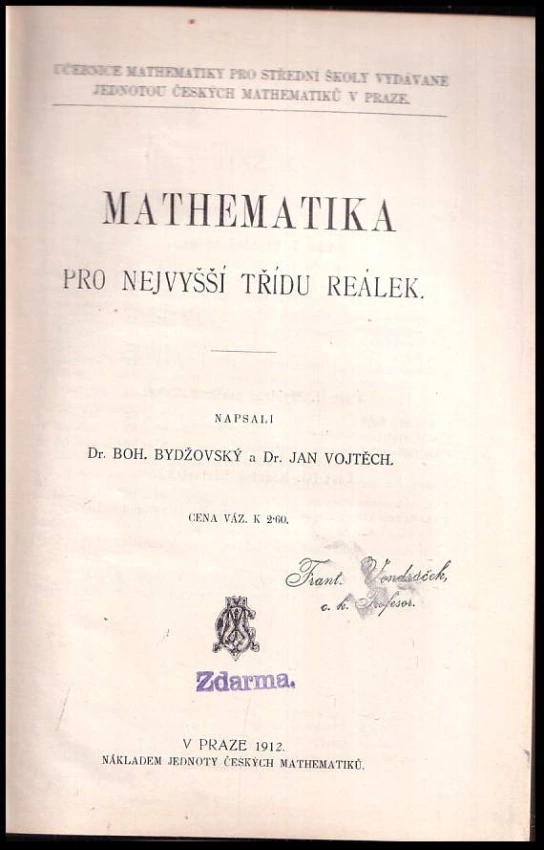 UČEBNICE MATHEMATIKY PRO STŘEDNÍ ŠKOLY VYDÁVANÉ
JEDNOTOU ČESKÝCH MATHEMATIKŮ V PRAZE.
MATHEMATIKA
PRO NEJVYŠŠÍ TŘÍDU REÁLEK.
NAPSALI
Dr. BOH. BYDŽOVSKÝ a Dr. JAN VOJTĚCH.
CENA VÁZ. K 2·60.
Frant. Vondráček,
c. k. Profesor.
Zdarma.
V PRAZE 1912.
NÁKLADEM JEDNOTY ČESKÝCH MATHEMATIKŮ.